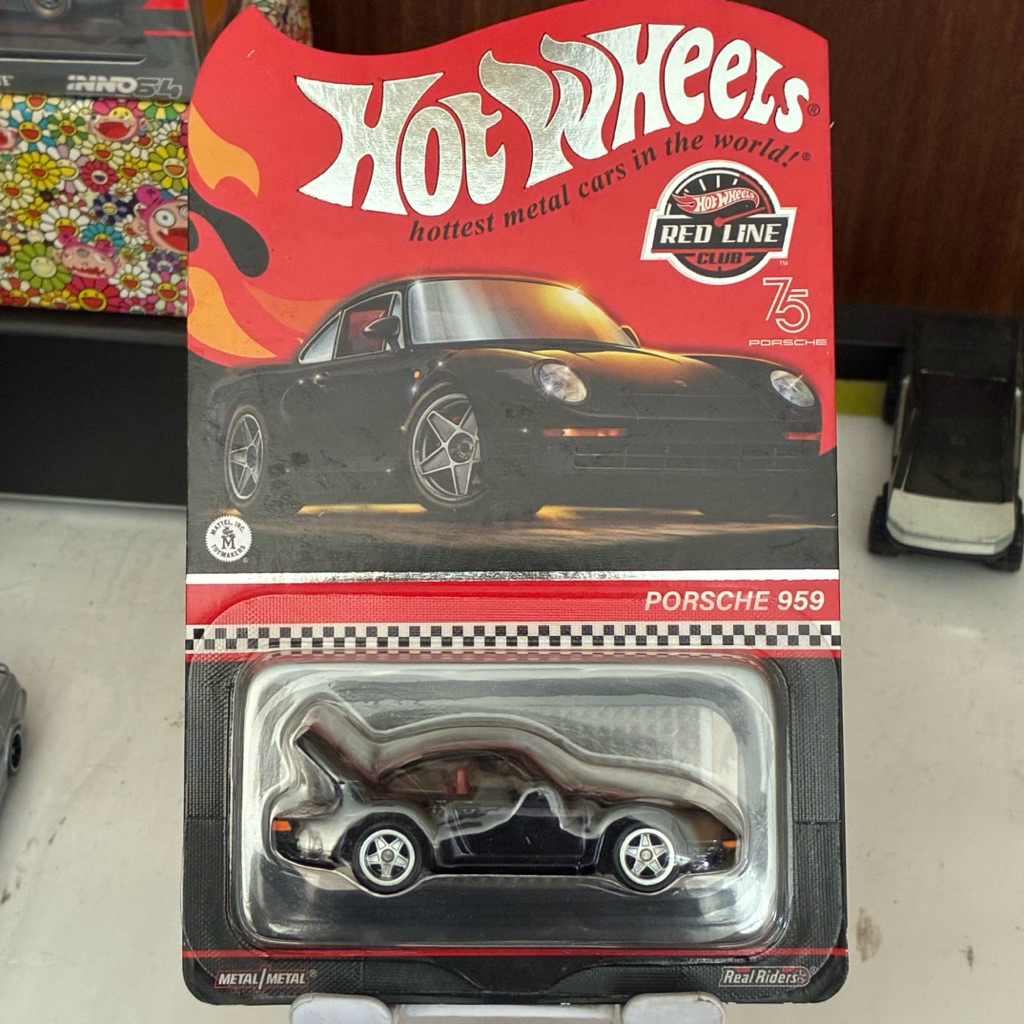 INNO64
HOT WHEELS®
hottest metal cars in the world!®
HOT WHEELS
RED LINE
CLUB™
75
PORSCHE
MATTEL, INC.
M
TOYMAKERS®
PORSCHE 959
METAL/METAL®
Real Riders®